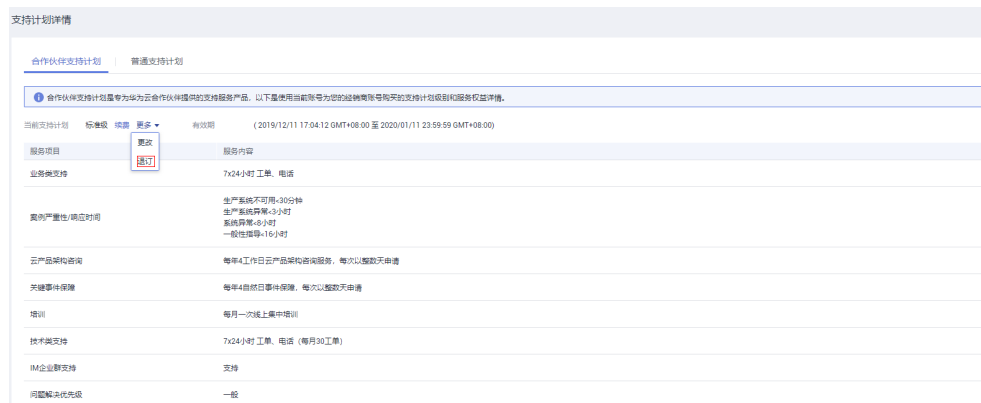 支持计划详情
合作伙伴支持计划 普通支持计划
合作伙伴支持计划是专为华为云合作伙伴提供的支持服务产品，以下是使用当前账号为您的经销商账号购买的支持计划级别和服务权益详情。
当前支持计划 标准级 续费 更多 有效期 ( 2019/12/11 17:04:12 GMT+08:00 至 2020/01/11 23:59:59 GMT+08:00)
更改
退订
服务项目 服务内容
业务类支持 7x24小时 工单、电话
案例严重性/响应时间
生产系统不可用<30分钟
生产系统异常<3小时
系统异常<8小时
一般性指导<16小时
云产品架构咨询 每年4工作日云产品架构咨询服务，每次以整数天申请
关键事件保障 每年4自然日事件保障，每次以整数天申请
培训 每月一次线上集中培训
技术类支持 7x24小时 工单、电话（每月30工单）
IM企业群支持 支持
问题解决优先级 一般